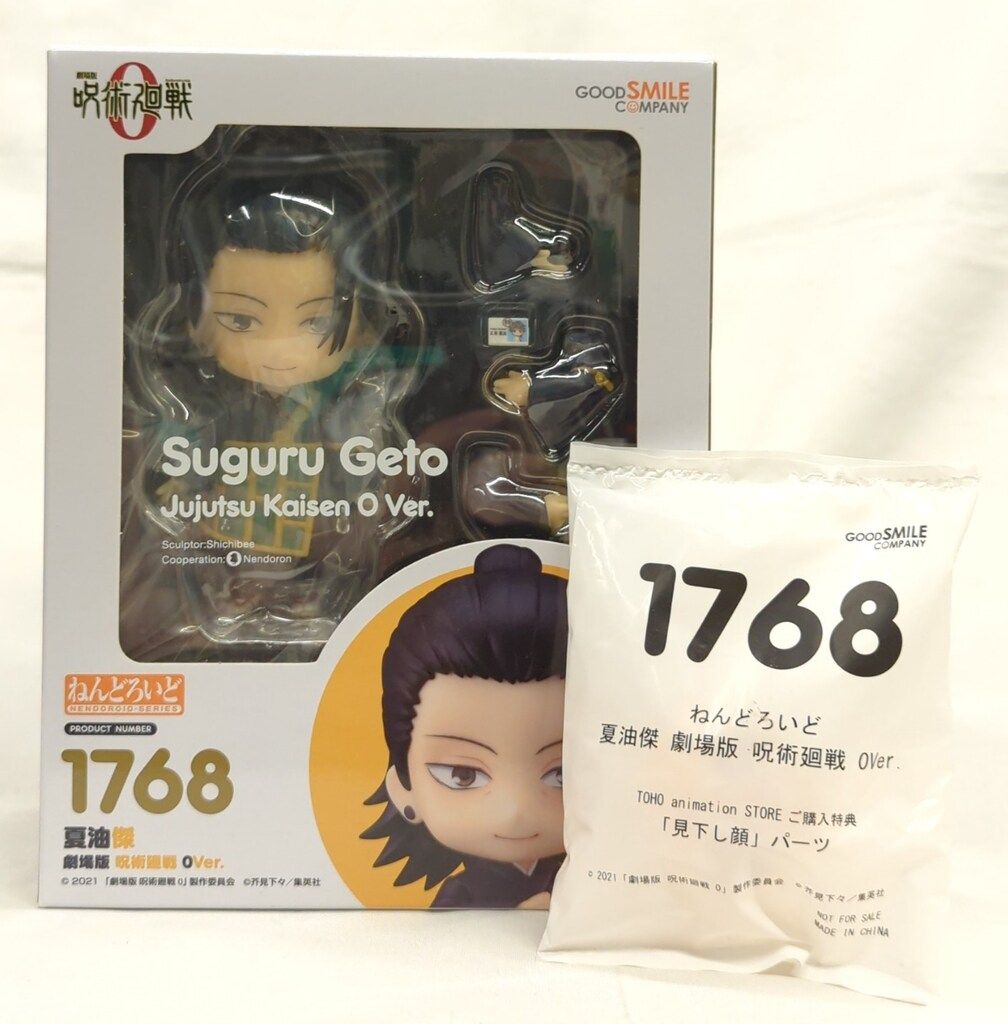 劇場版
呪術廻戦
0
GOOD SMILE
COMPANY
Suguru Geto
Jujutsu Kaisen 0 Ver.
Sculptor:Shichibee
Cooperation: Nendoron
ねんどろいど
NENDOROID-SERIES
PRODUCT NUMBER
1768
夏油傑
劇場版 呪術廻戦 0Ver.
© 2021「劇場版 呪術廻戦 0」製作委員会 ©芥見下々／集英社
GOOD SMILE
COMPANY
1768
ねんどろいど
夏油傑 劇場版 呪術廻戦 0Ver.
TOHO animation STORE ご購入特典
「見下し顔」パーツ
© 2021「劇場版 呪術廻戦 0」製作委員会 ©芥見下々／集英社
NOT FOR SALE
MADE IN CHINA